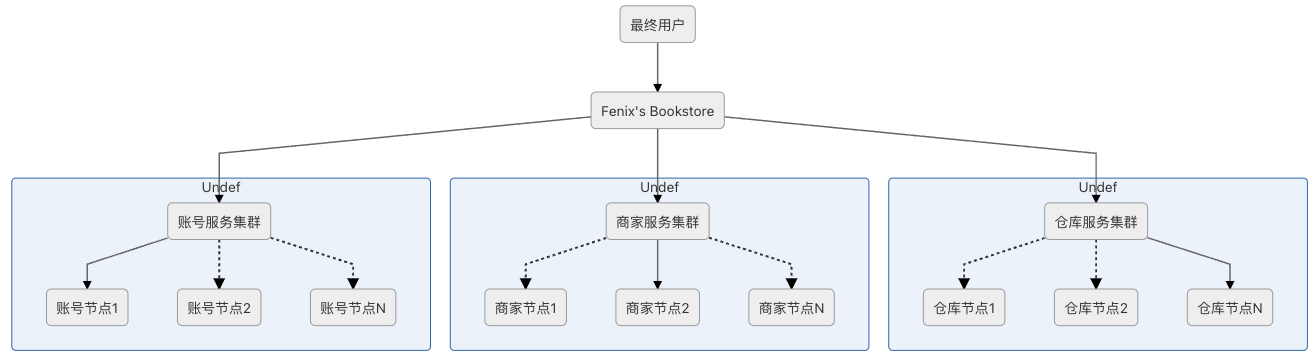 最终用户
Fenix's Bookstore
Undef
Undef
Undef
账号服务集群
商家服务集群
仓库服务集群
账号节点1
账号节点2
账号节点N
商家节点1
商家节点2
商家节点N
仓库节点1
仓库节点2
仓库节点N